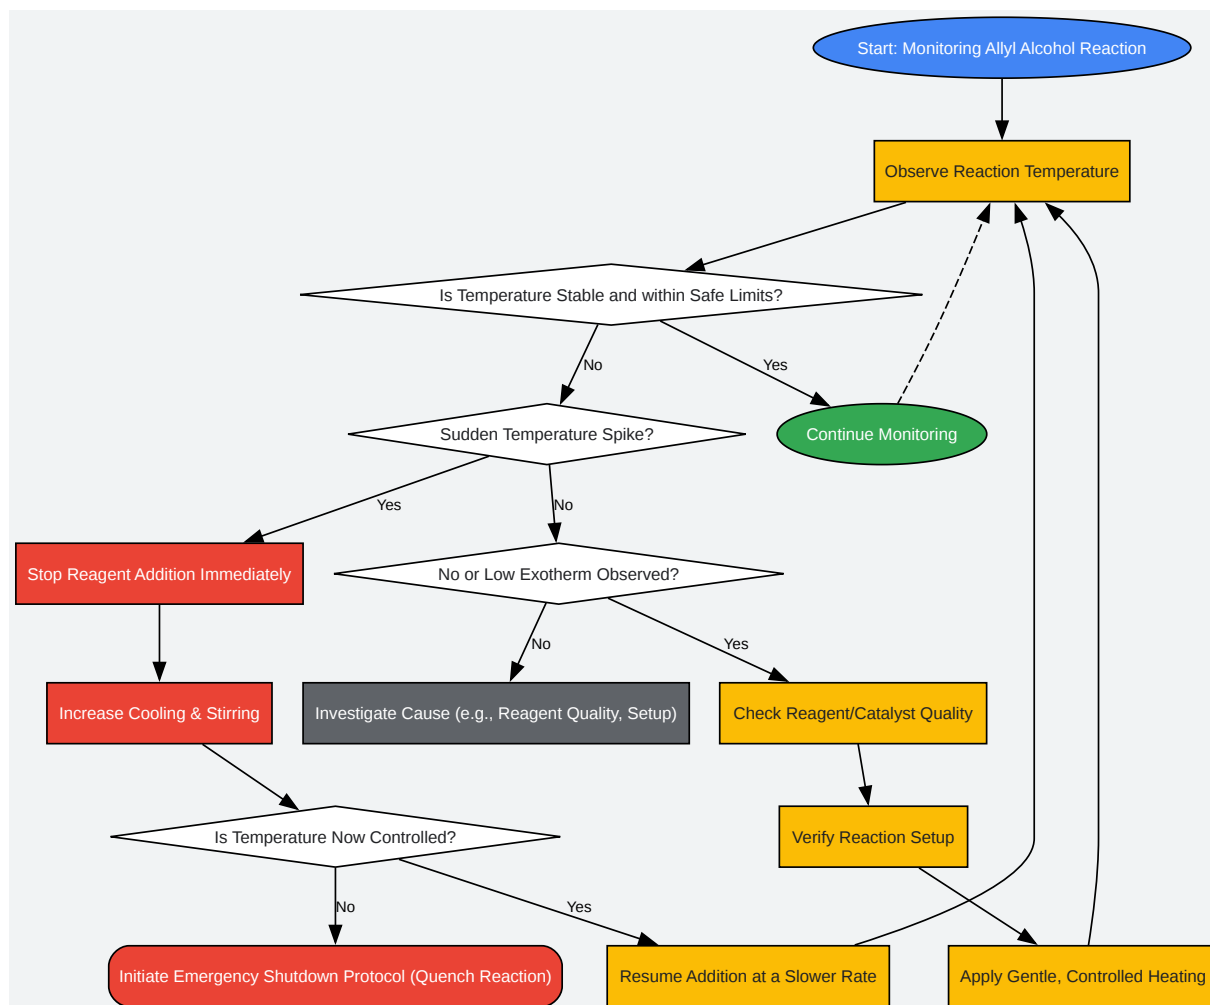 Start: Monitoring Allyl Alcohol Reaction
Observe Reaction Temperature
Is Temperature Stable and within Safe Limits?
No
Yes
Sudden Temperature Spike?
Continue Monitoring
Yes
No
Stop Reagent Addition Immediately
No or Low Exotherm Observed?
No
Yes
Increase Cooling & Stirring
Investigate Cause (e.g., Reagent Quality, Setup)
Check Reagent/Catalyst Quality
Is Temperature Now Controlled?
Verify Reaction Setup
No
Yes
Initiate Emergency Shutdown Protocol (Quench Reaction)
Resume Addition at a Slower Rate
Apply Gentle, Controlled Heating